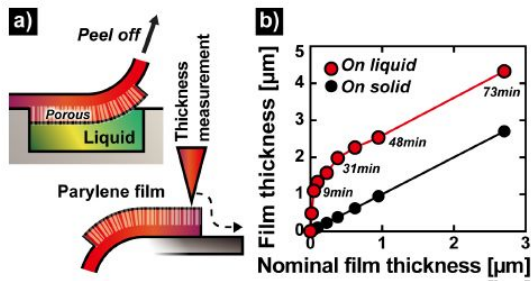 a)
Peel off
Porous
Liquid
Thickness
measurement
Parylene film
b)
Film thickness [µm]
5
4
3
2
1
0
On liquid
On solid
9min
31min
48min
73min
0
1
2
3
Nominal film thickness [µm]